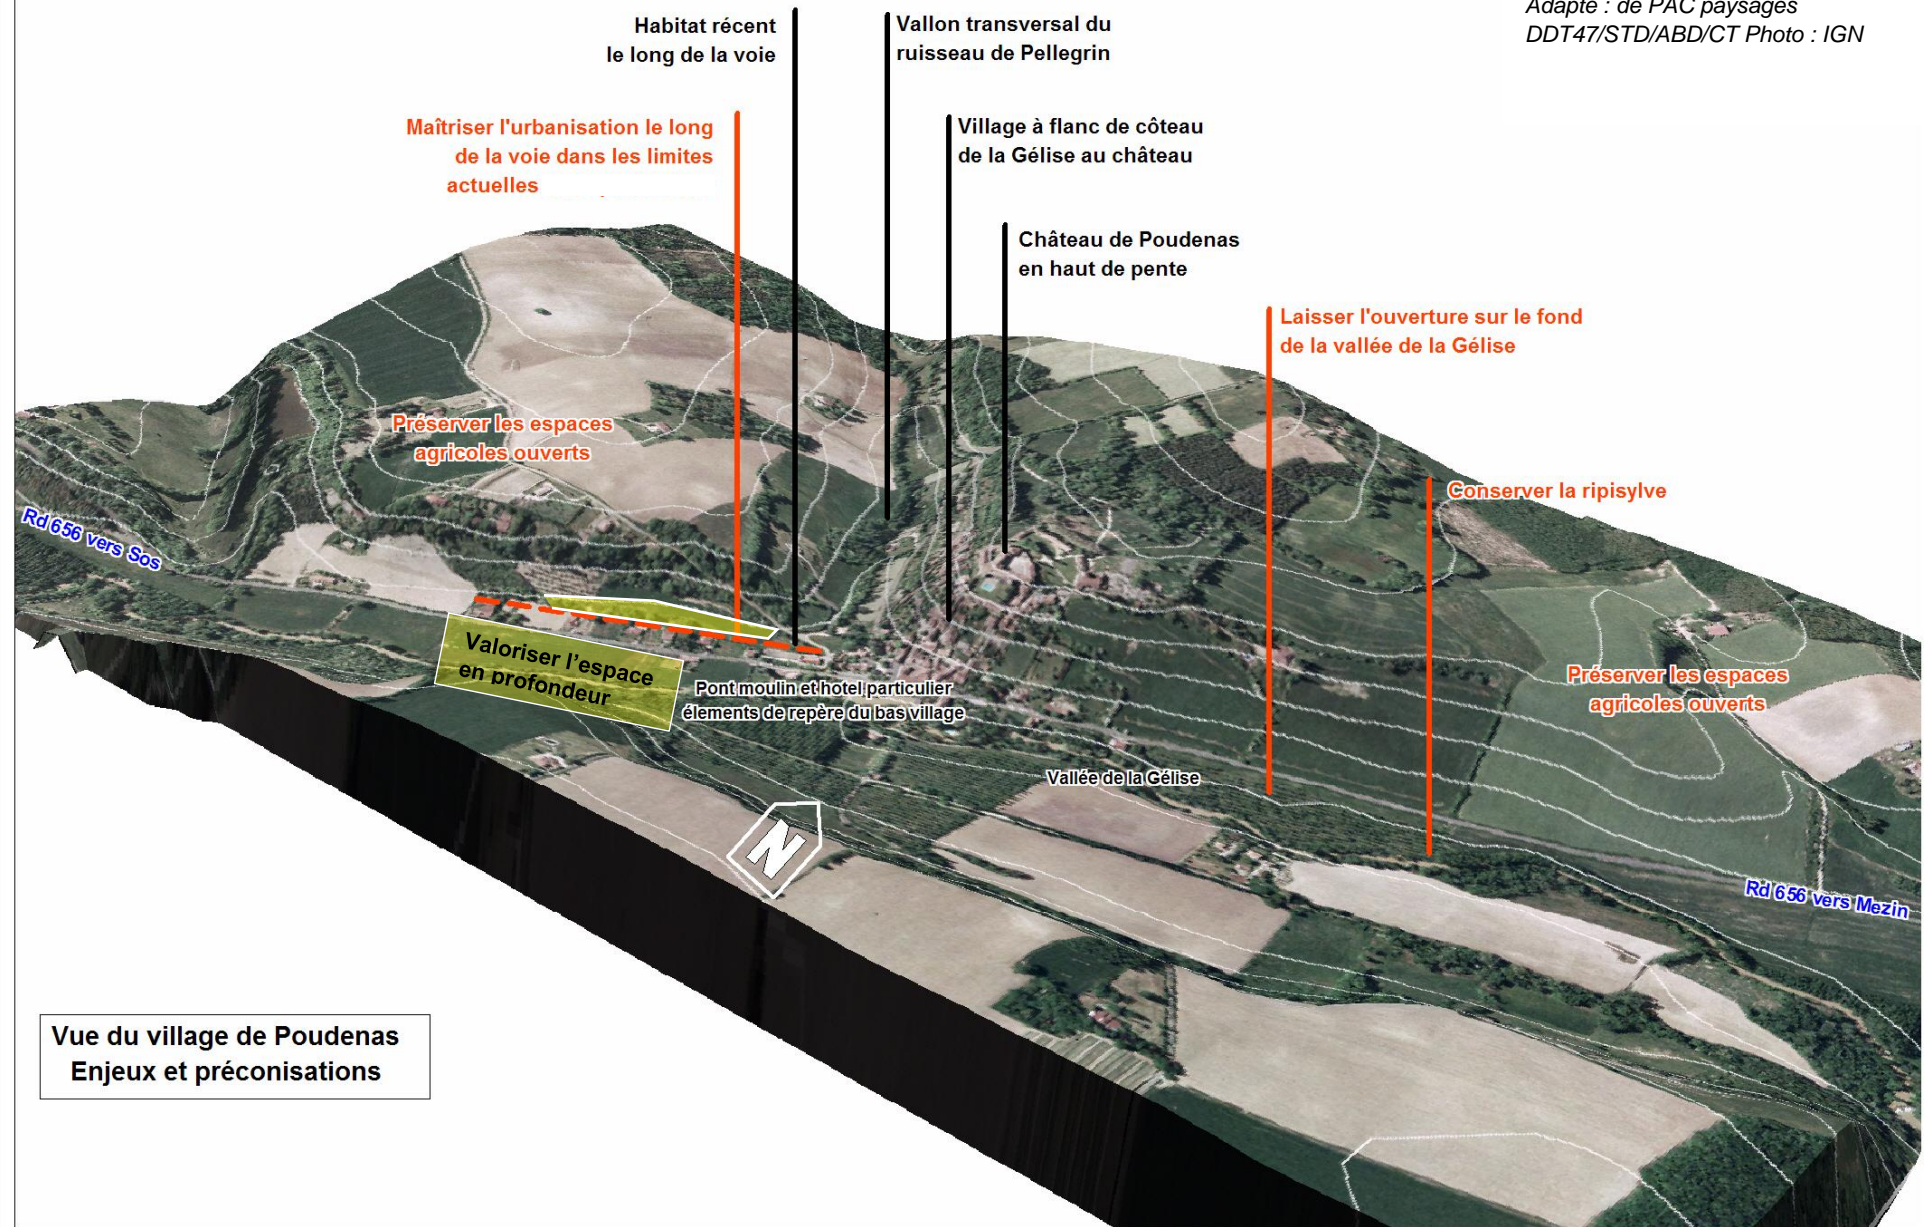 Adapté : de PAC paysages
DDT47/STD/ABD/CT Photo : IGN
Habitat récent
le long de la voie
Vallon transversal du
ruisseau de Pellegrin
Maîtriser l'urbanisation le long
de la voie dans les limites
actuelles
Village à flanc de côteau
de la Gélise au château
Château de Poudenas
en haut de pente
Laisser l'ouverture sur le fond
de la vallée de la Gélise
Préserver les espaces
agricoles ouverts
Conserver la ripisylve
Rd 656 vers Sos
Valoriser l'espace
en profondeur
Pont moulin et hotel particulier
élements de repère du bas village
Préserver les espaces
agricoles ouverts
Vallée de la Gélise
N
Rd 656 vers Mezin
Vue du village de Poudenas
Enjeux et préconisations